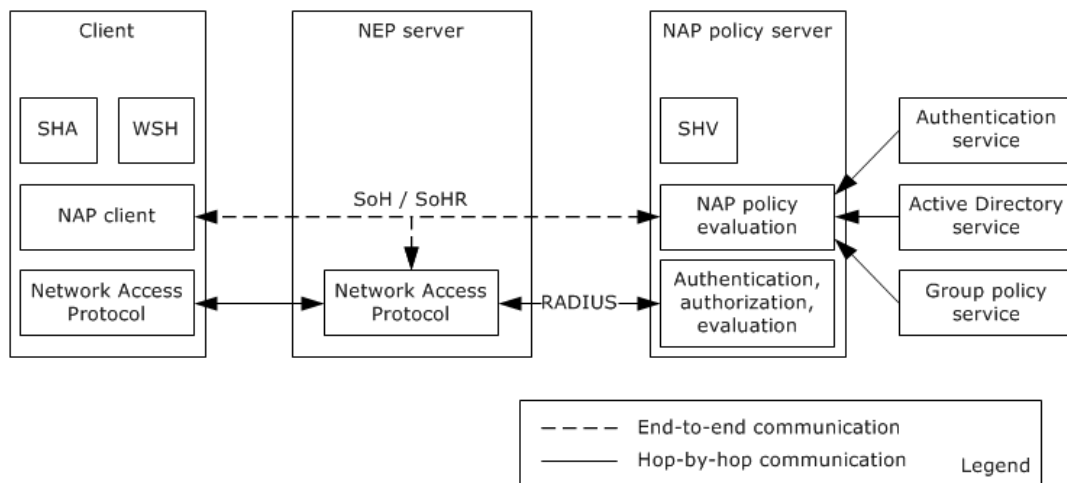 Client
NEP server
NAP policy server
SHA
WSH
SHV
Authentication
service
SoH / SoHR
NAP client
NAP policy
evaluation
Active Directory
service
Network Access
Protocol
Network Access
Protocol
RADIUS
Authentication,
authorization,
evaluation
Group policy
service
End-to-end communication
Hop-by-hop communication
Legend